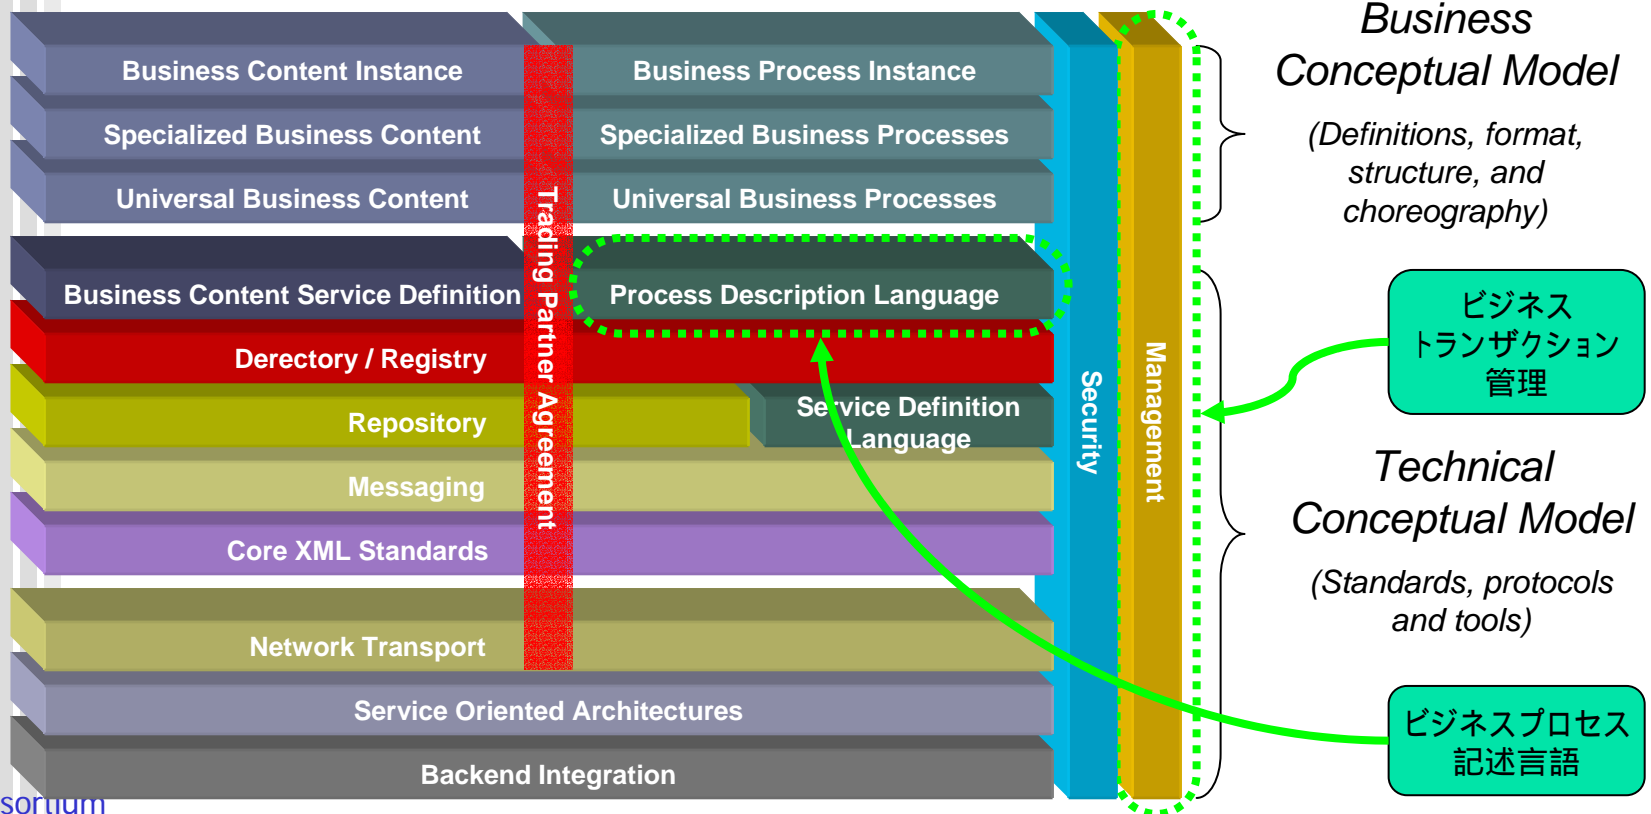 Business Content Instance
Business Process Instance
Specialized Business Content
Specialized Business Processes
Universal Business Content
Universal Business Processes
Business Content Service Definition
Process Description Language
Derectory / Registry
Repository
Service Definition
Language
Messaging
Core XML Standards
Network Transport
Service Oriented Architectures
Backend Integration
Trading Partner Agreement
Security
Management
Business
Conceptual Model
(Definitions, format,
structure, and
choreography)
ビジネス
トランザクション
管理
Technical
Conceptual Model
(Standards, protocols
and tools)
ビジネスプロセス
記述言語
sortium